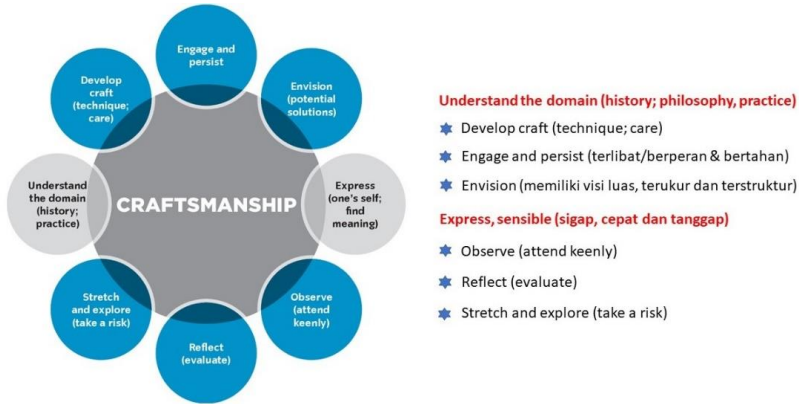 Engage and
persist
Envision
(potential
solutions)
Express
(one's self;
find
meaning)
Observe
(attend
keenly)
Reflect
(evaluate)
Stretch
and explore
(take a risk)
Understand
the domain
(history;
practice)
Develop
craft
(technique;
care)
CRAFTSMANSHIP
Understand the domain (history; philosophy, practice)
Develop craft (technique; care)
Engage and persist (terlibat/berperan & bertahan)
Envision (memiliki visi luas, terukur dan terstruktur)
Express, sensible (sigap, cepat dan tanggap)
Observe (attend keenly)
Reflect (evaluate)
Stretch and explore (take a risk)